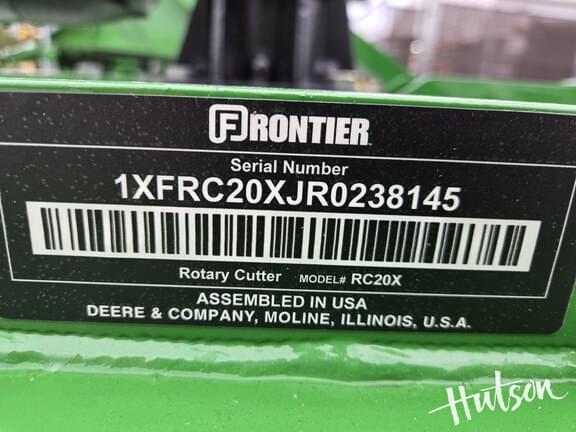 FRONTIER
Serial Number
1XFRC20XJR0238145
Rotary Cutter MODEL# RC20X
ASSEMBLED IN USA
DEERE & COMPANY, MOLINE, ILLINOIS, U.S.A.
Hutson